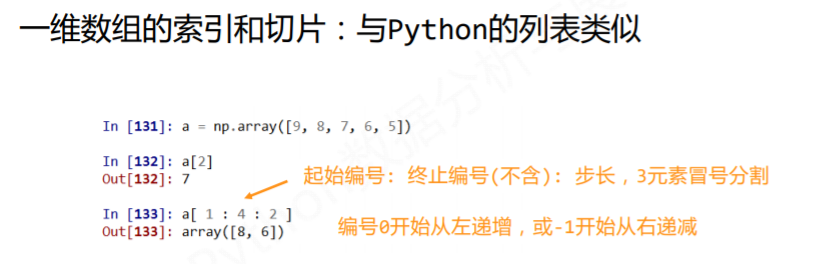 一维数组的索引和切片：与Python的列表类似
In [131]: a = np.array([9, 8, 7, 6, 5])
In [132]: a[2]
Out[132]: 7
起始编号: 终止编号(不含): 步长，3元素冒号分割
In [133]: a[ 1 : 4 : 2 ]
Out[133]: array([8, 6])
编号0开始从左递增，或-1开始从右递减